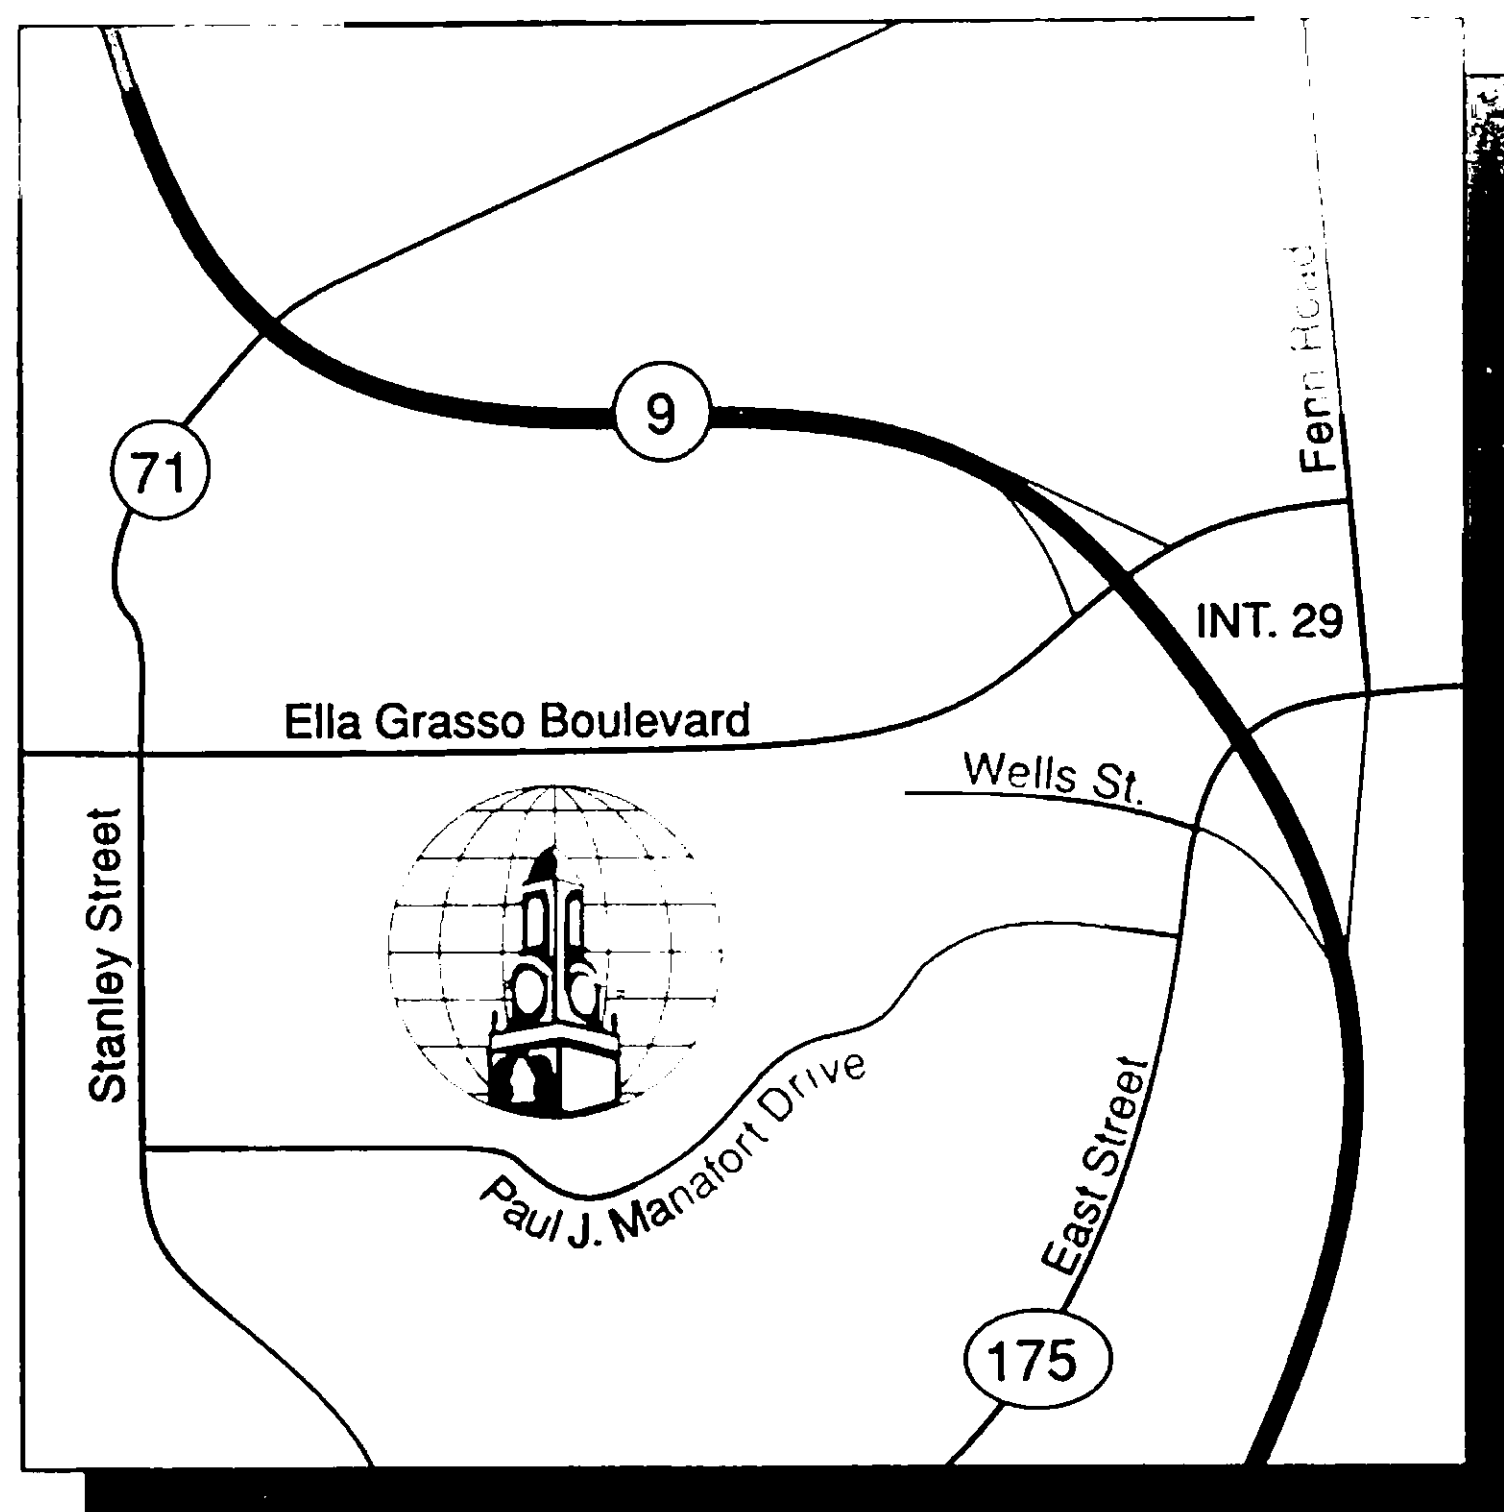 Fenn Road
9
71
INT. 29
Ella Grasso Boulevard
Wells St.
Stanley Street
Paul J. Manafort Drive
East Street
175